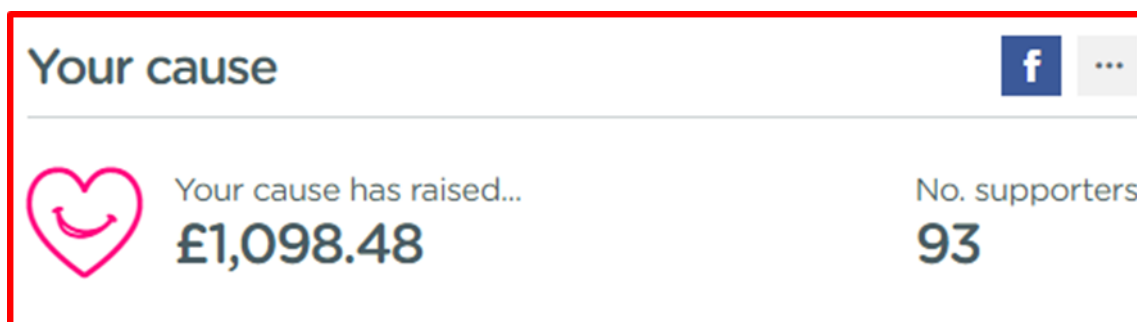 Your cause
f
...
Your cause has raised...
£1,098.48
No. supporters
93